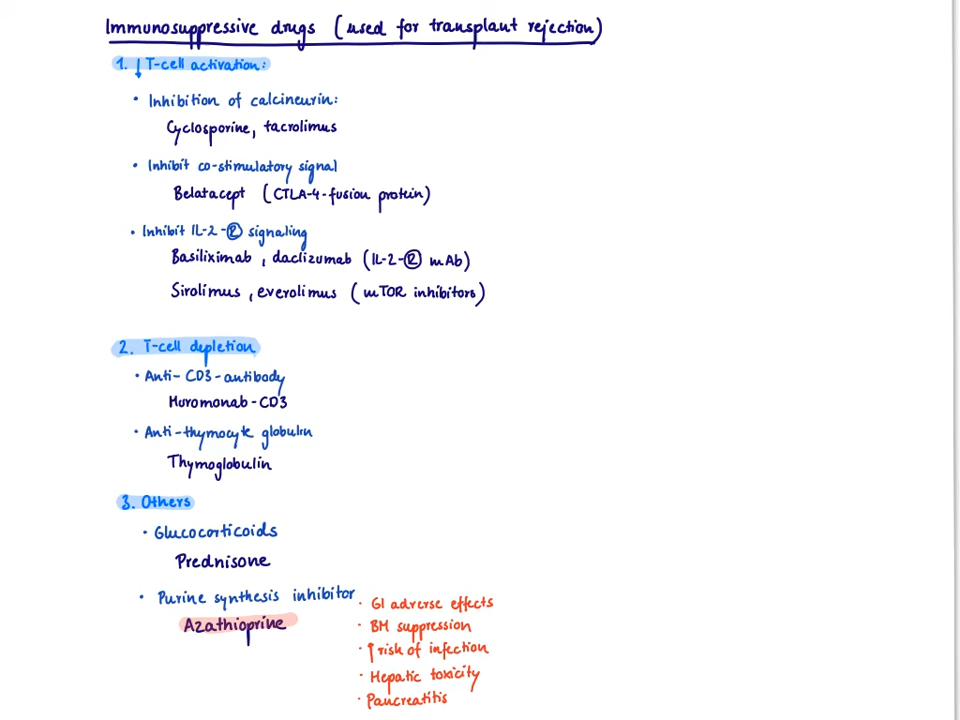 Immunosuppressive drugs (used for transplant rejection)
1. ↓ T-cell activation:
• Inhibition of calcineurin:
Cyclosporine, tacrolimus
• Inhibit co-stimulatory signal
Belatacept (CTLA-4-fusion protein)
• Inhibit IL-2-Ⓡ signaling
Basiliximab, daclizumab (IL-2-Ⓡ mAb)
Sirolimus, everolimus (mTOR inhibitors)
2. T-cell depletion
• Anti-CD3-antibody
Muromonab-CD3
• Anti-thymocyte globulin
Thymoglobulin
3. Others
• Glucocorticoids
Prednisone
• Purine synthesis inhibitor
Azathioprine
• GI adverse effects
• BM suppression
• ↑ risk of infection
• Hepatic toxicity
• Pancreatitis